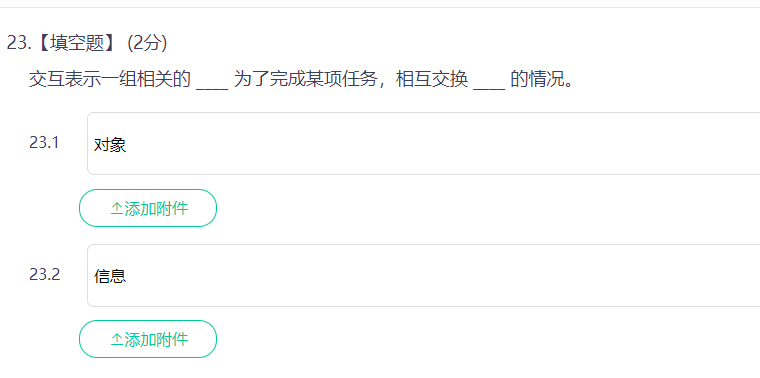 23.【填空题】 (2分)
交互表示一组相关的 ____ 为了完成某项任务，相互交换 ____ 的情况。
23.1 对象
添加附件
23.2 信息
添加附件